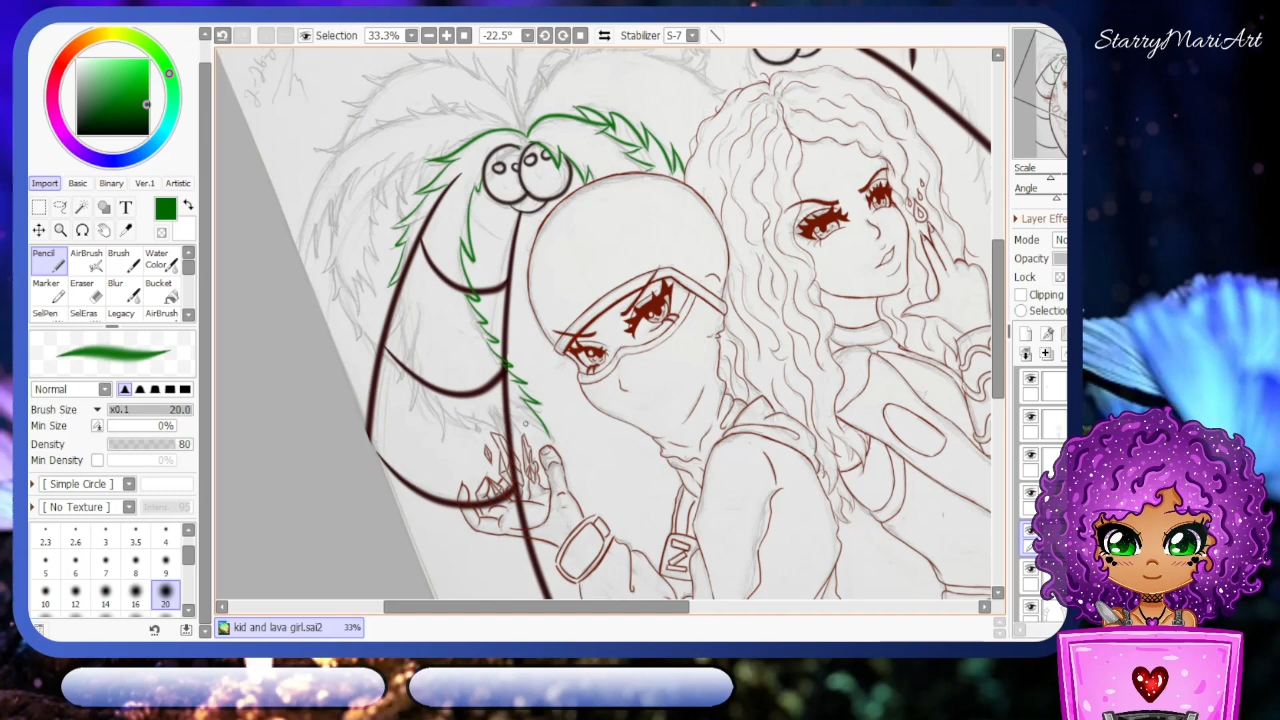 StarryMariArt
Selection 33.3% -22.5° Stabilizer S-7
Import Basic Binary Ver.1 Artistic
T
Pencil AirBrush Brush Water Color
Marker Eraser Blur Bucket
SelPen SelEras Legacy AirBrush
Normal
Brush Size x0.1 20.0
Min Size 0%
Density 80
Min Density 0%
[ Simple Circle ]
[ No Texture ] Intens. 95
2.3 2.6 3 3.5 4
5 6 7 8 9
10 12 14 16 20
Scale
Angle
Layer Effe
Mode No
Opacity
Lock
Clipping
Selectio
M
kid and lava girl.sai2 33%